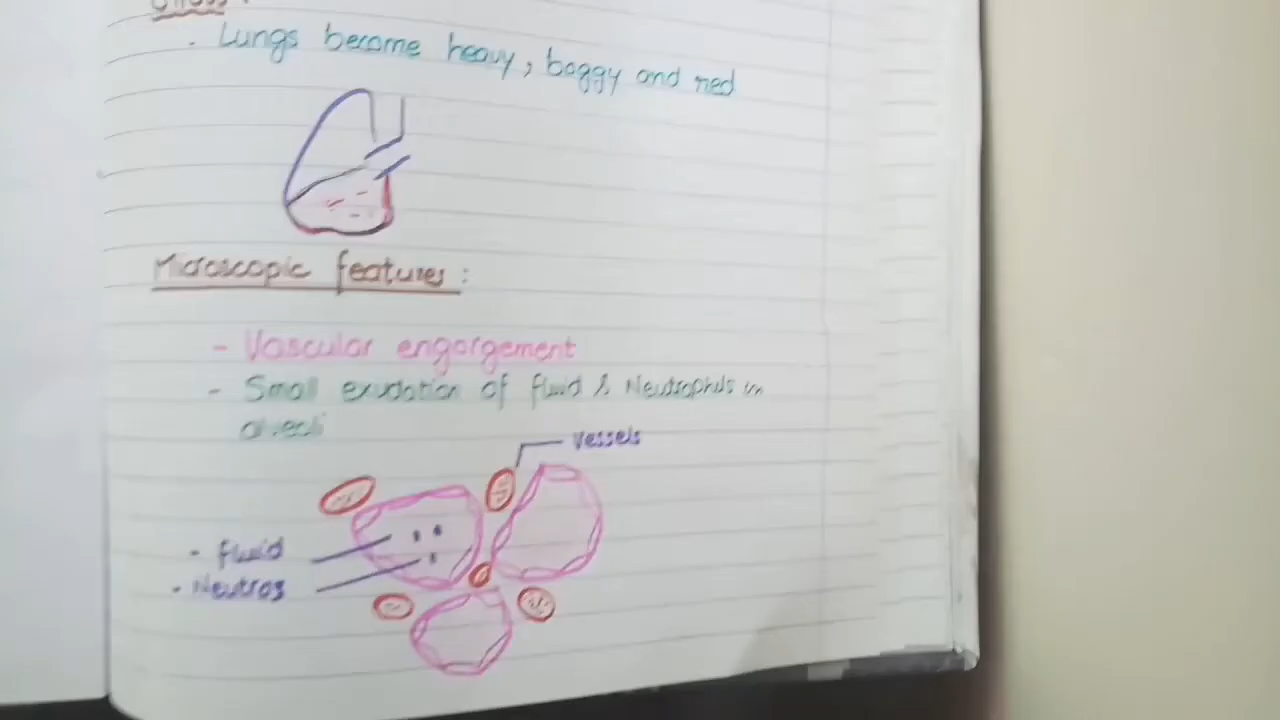 . Lungs become heavy, boggy and red
Microscopic features :
- Vascular engorgement
- Small exudation of fluid & Neutrophils in
alveoli
vessels
- fluid
- Neutros